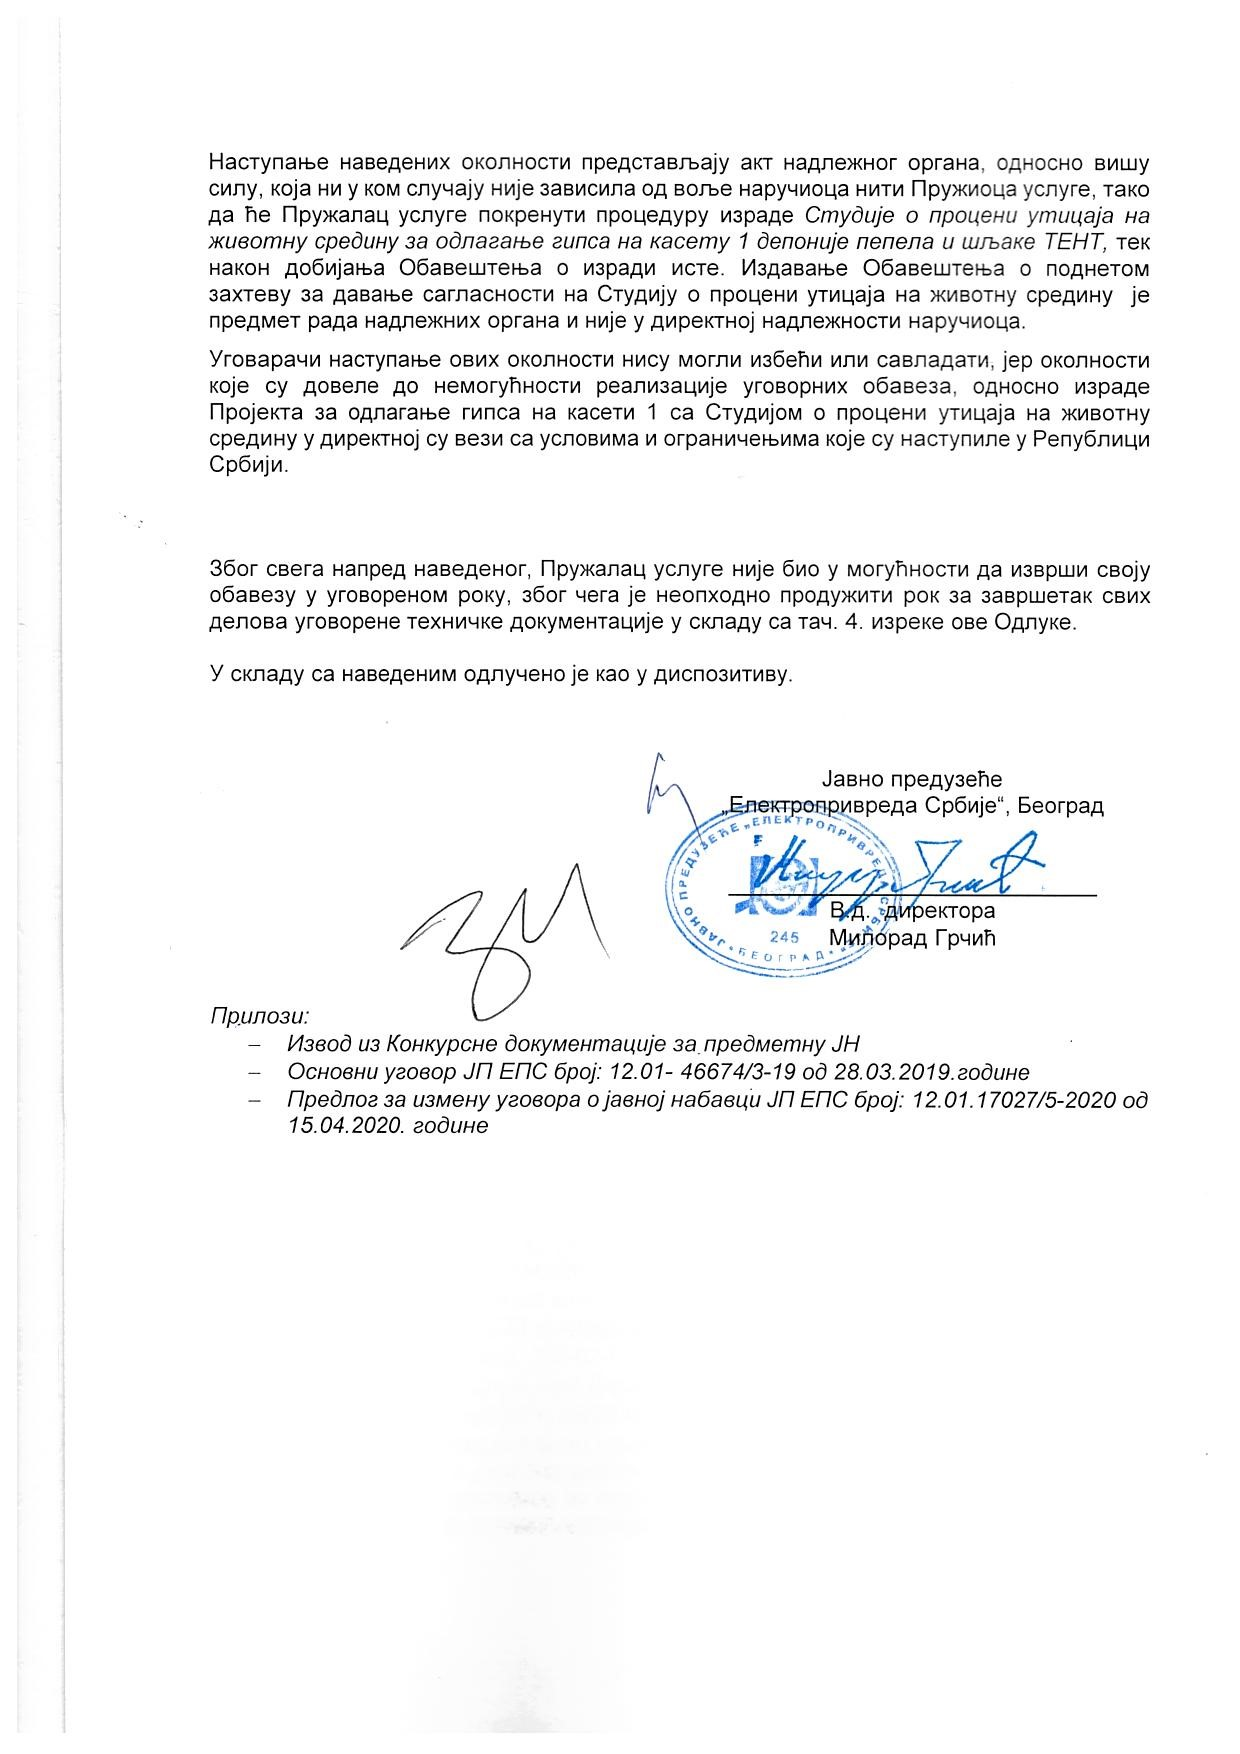 Наступање наведених околности представљају акт надлежног органа, односно вишу
силу, која ни у ком случају није зависила од воље наручиоца нити Пружиоца услуге, тако
да ће Пружалац услуге покренути процедуру израде Студије о процени утицаја на
животну средину за одлагање гипса на касету 1 депоније пепела и шљаке ТЕНТ, тек
након добијања Обавештења о изради исте. Издавање Обавештења о поднетом
захтеву за давање сагласности на Студију о процени утицаја на животну средину је
предмет рада надлежних органа и није у директној надлежности наручиоца.
Уговарачи наступање ових околности нису могли избећи или савладати, јер околности
које су довеле до немогућности реализације уговорних обавеза, односно израде
Пројекта за одлагање гипса на касети 1 са Студијом о процени утицаја на животну
средину у директној су вези са условима и ограничењима које су наступиле у Републици
Србији.
Због свега напред наведеног, Пружалац услуге није био у могућности да изврши своју
обавезу у уговореном року, због чега је неопходно продужити рок за завршетак свих
делова уговорене техничке документације у складу са тач. 4. изреке ове Одлуке.
У складу са наведеним одлучено је као у диспозитиву.
Јавно предузеће
„Електропривреда Србије“, Београд
ЈАВНО ПРЕДУЗЕЋЕ „ЕЛЕКТРОПРИВРЕДА СРБИЈЕ“
245
БЕОГРАД
В.д. директора
Милорад Грчић
Прилози:
– Извод из Конкурсне документације за предметну ЈН
– Основни уговор ЈП ЕПС број: 12.01- 46674/3-19 од 28.03.2019.године
– Предлог за измену уговора о јавној набавци ЈП ЕПС број: 12.01.17027/5-2020 од
15.04.2020. године